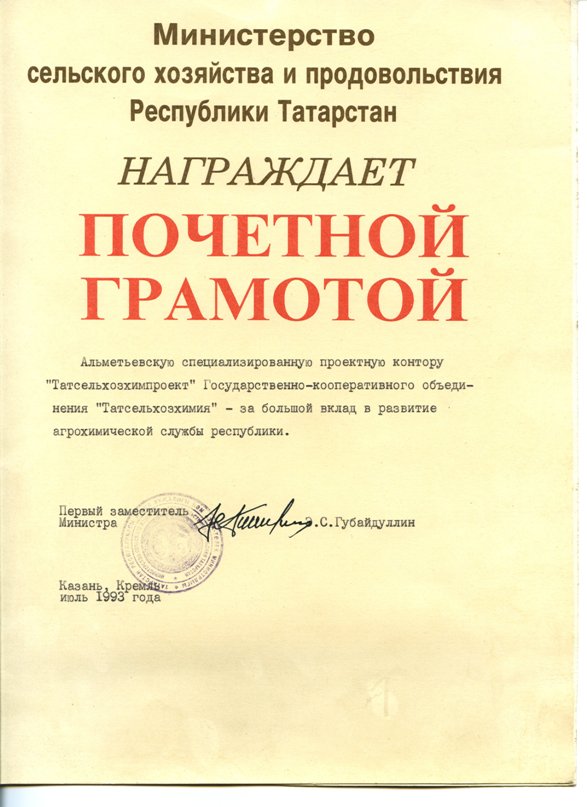 Министерство
сельского хозяйства и продовольствия
Республики Татарстан
НАГРАЖДАЕТ
ПОЧЕТНОЙ
ГРАМОТОЙ
Альметьевскую специализированную проектную контору
"Татсельхозхимпроект" Государственно-кооперативного объеди-
нения "Татсельхозхимия" - за большой вклад в развитие
агрохимической службы республики.
Первый заместитель
Министра Э.С.Губайдуллин
Казань, Кремль
июль 1993 года